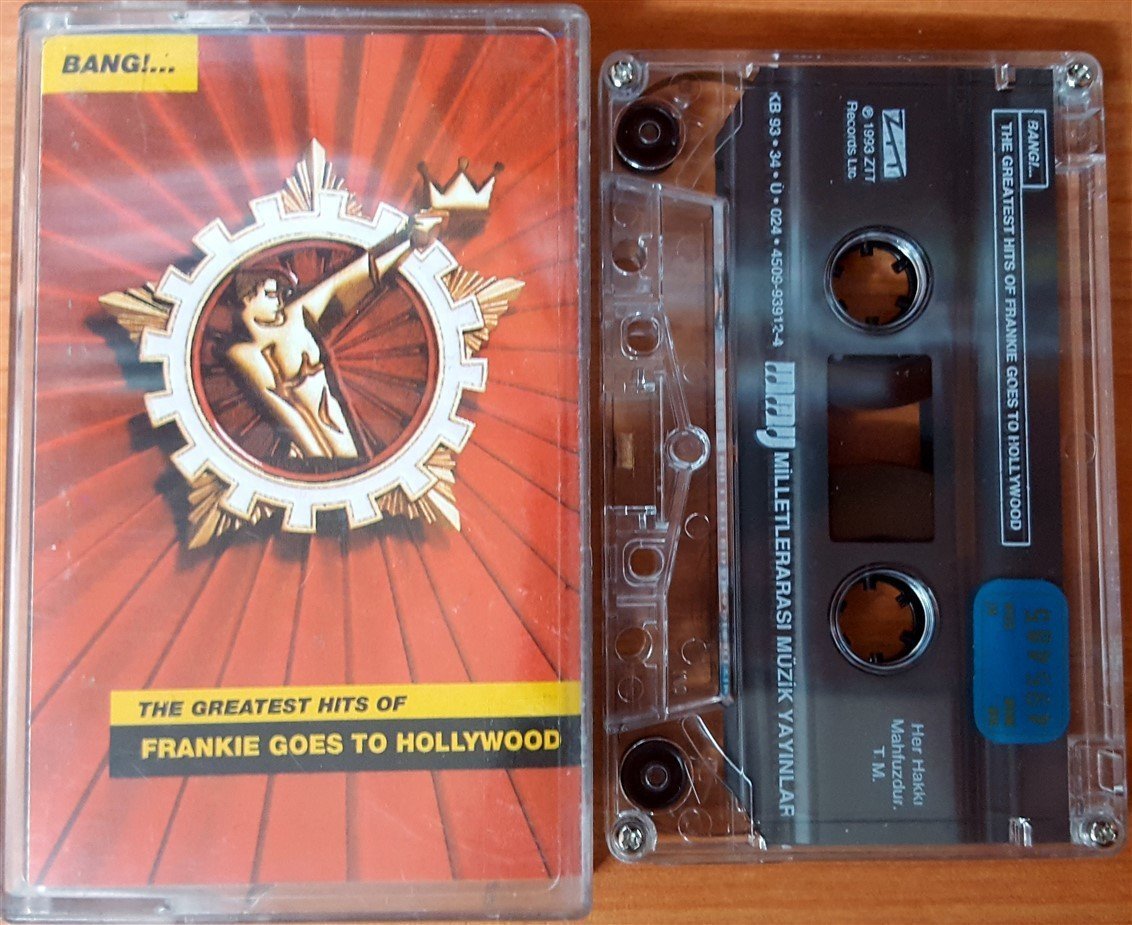 BANG!...
THE GREATEST HITS OF
FRANKIE GOES TO HOLLYWOOD
BANG!...
THE GREATEST HITS OF FRANKIE GOES TO HOLLYWOOD
ZTT
℗ 1993 ZTT
Records Ltd
KB 93 • 34 • Ü • 024 • 4509-93912-4
MMY MİLLETLERARASI MÜZİK YAYINLAR
Her Hakkı
Mahfuzdur.
T M.